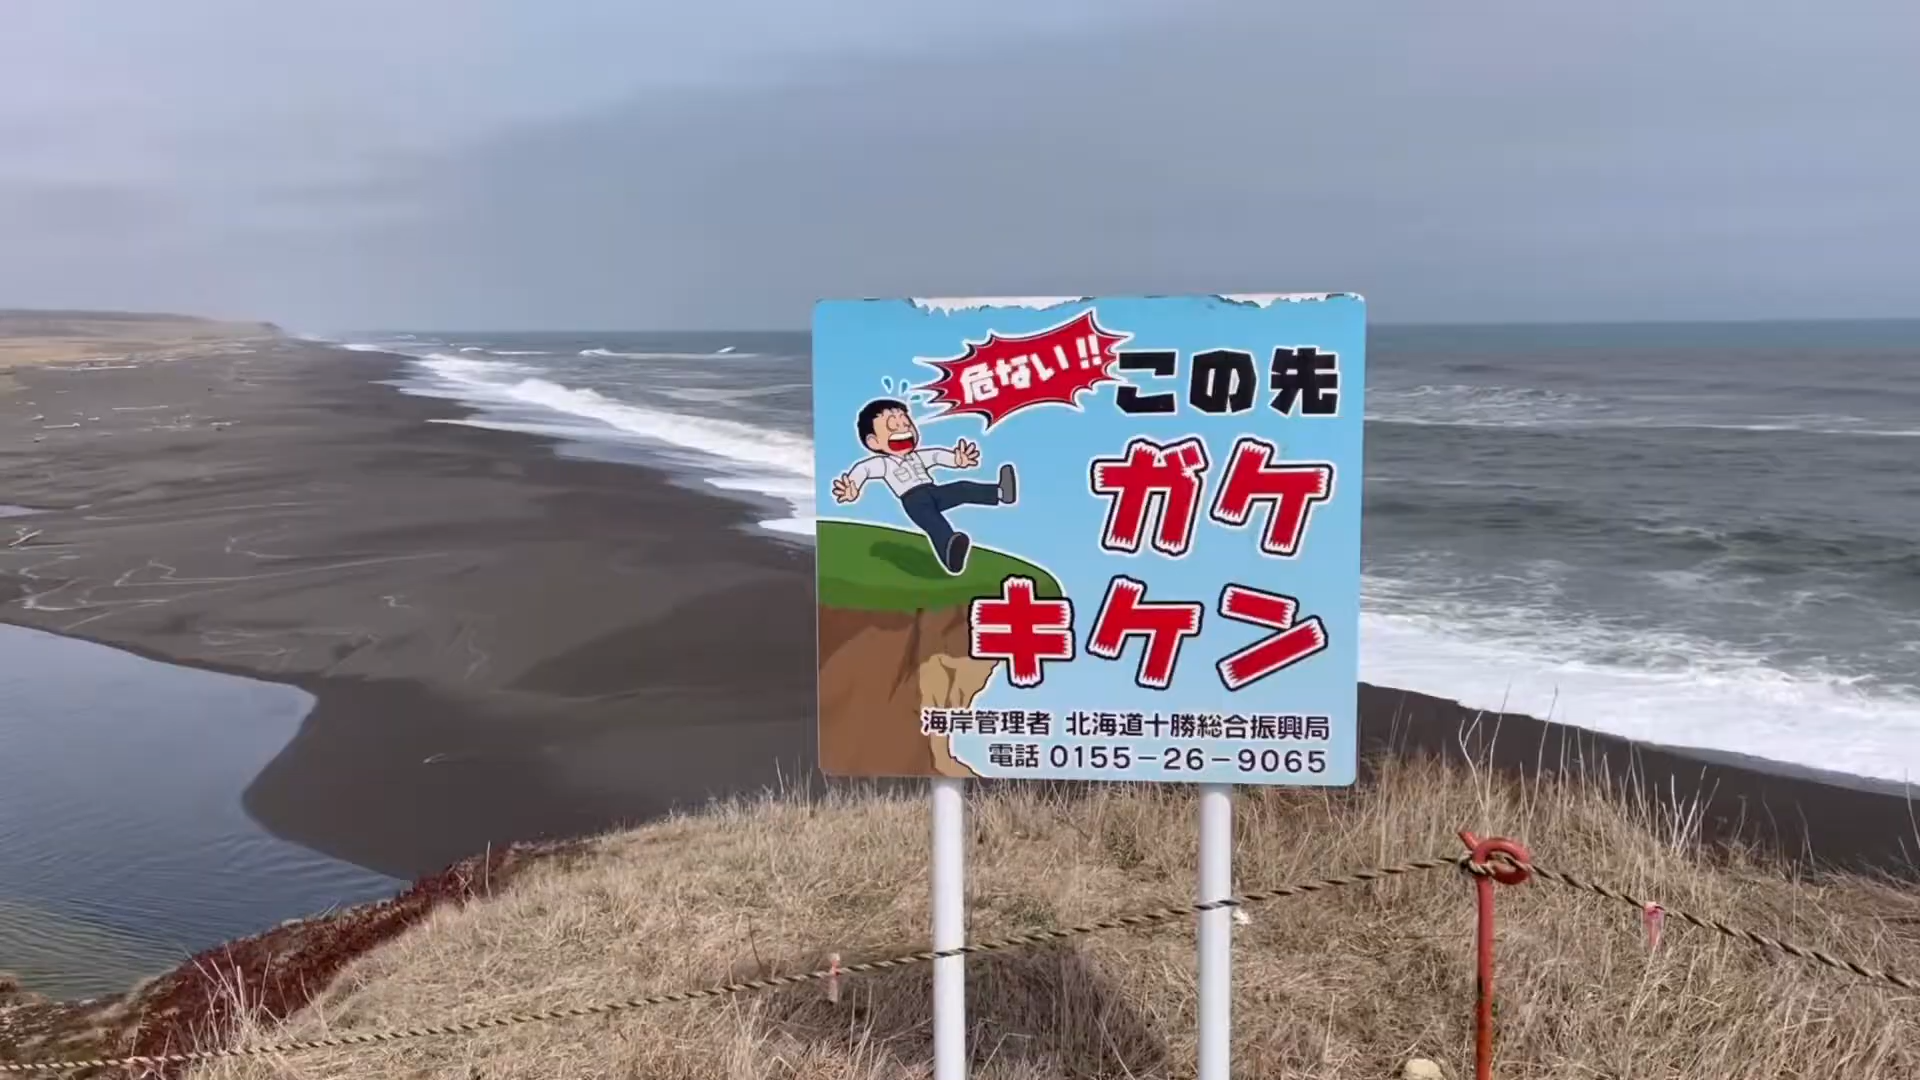 危ない!!
この先
ガケ
キケン
海岸管理者 北海道十勝総合振興局
電話 0155-26-9065